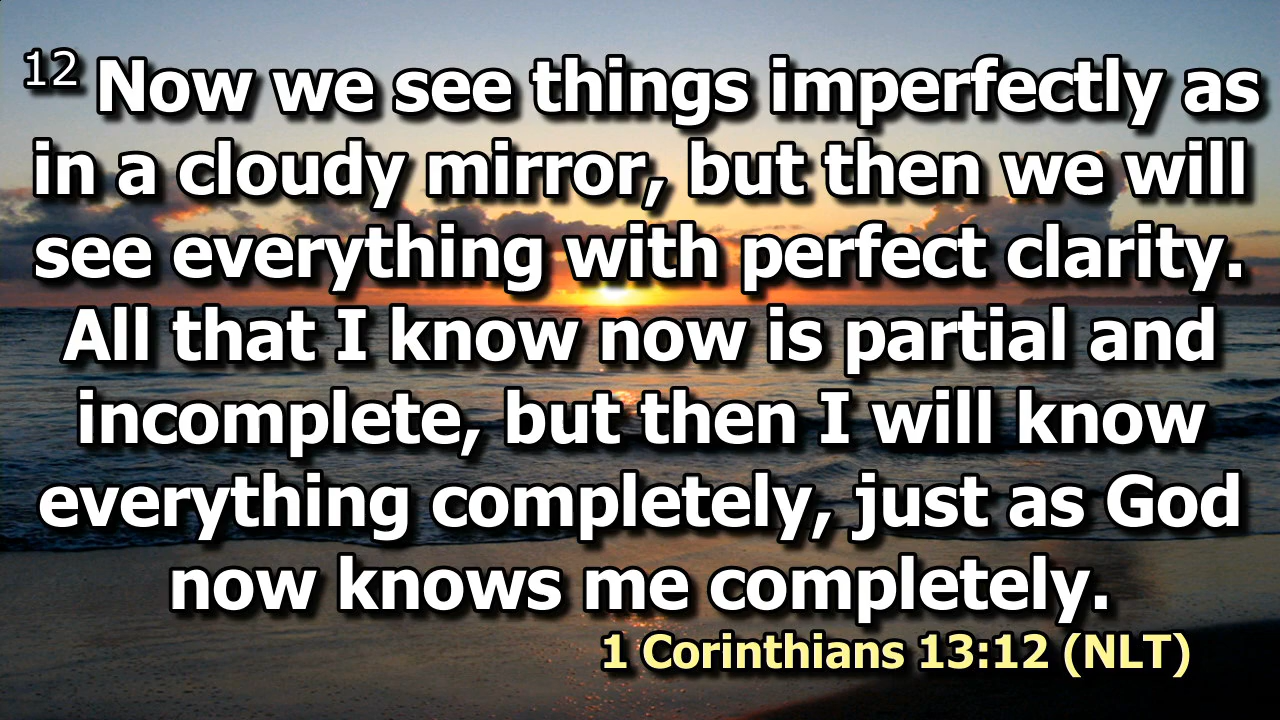 12 Now we see things imperfectly as
in a cloudy mirror, but then we will
see everything with perfect clarity.
All that I know now is partial and
incomplete, but then I will know
everything completely, just as God
now knows me completely.
1 Corinthians 13:12 (NLT)